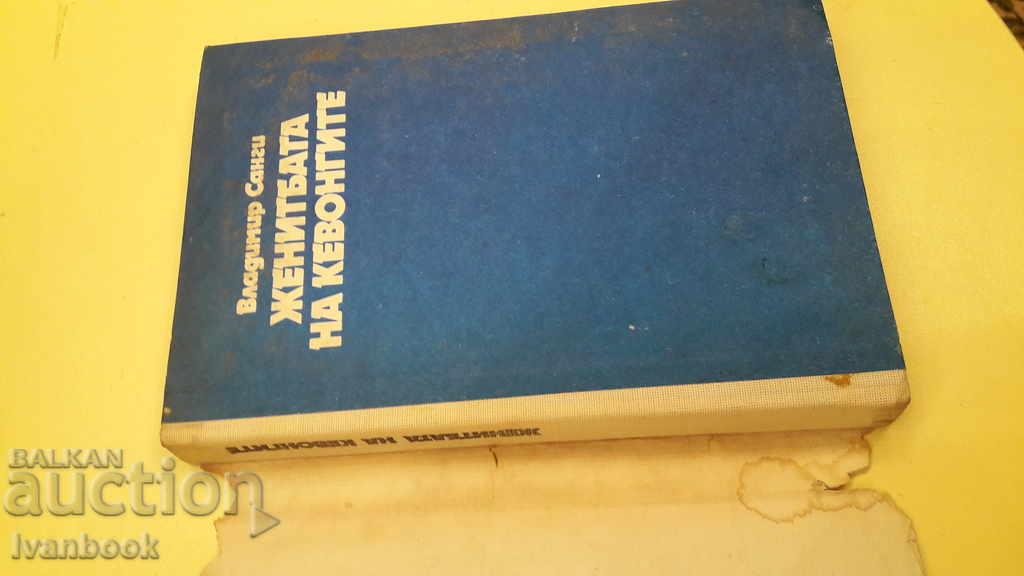 Владимир Санги
ЖЕНИТБАТА
НА КЕВОНГИТЕ
ЖЕНИТБАТА НА КЕВОНГИТЕ
BALKAN
auction
Ivanbook